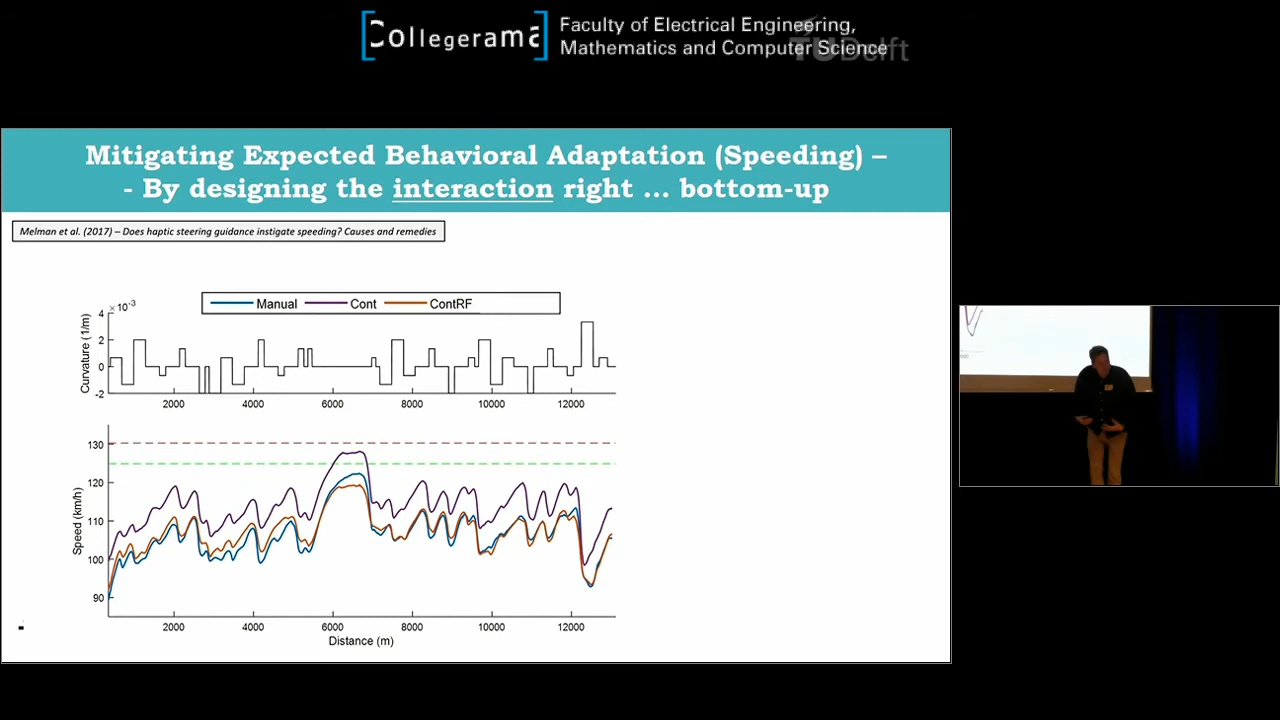 Collegerama
Faculty of Electrical Engineering,
Mathematics and Computer Science
TU Delft
Mitigating Expected Behavioral Adaptation (Speeding) –
- By designing the interaction right ... bottom-up
Melman et al. (2017) – Does haptic steering guidance instigate speeding? Causes and remedies
Manual Cont ContRF
×10⁻³
4
2
0
-2
Curvature (1/m)
2000 4000 6000 8000 10000 12000
130
120
110
100
90
Speed (km/h)
2000 4000 6000 8000 10000 12000
Distance (m)